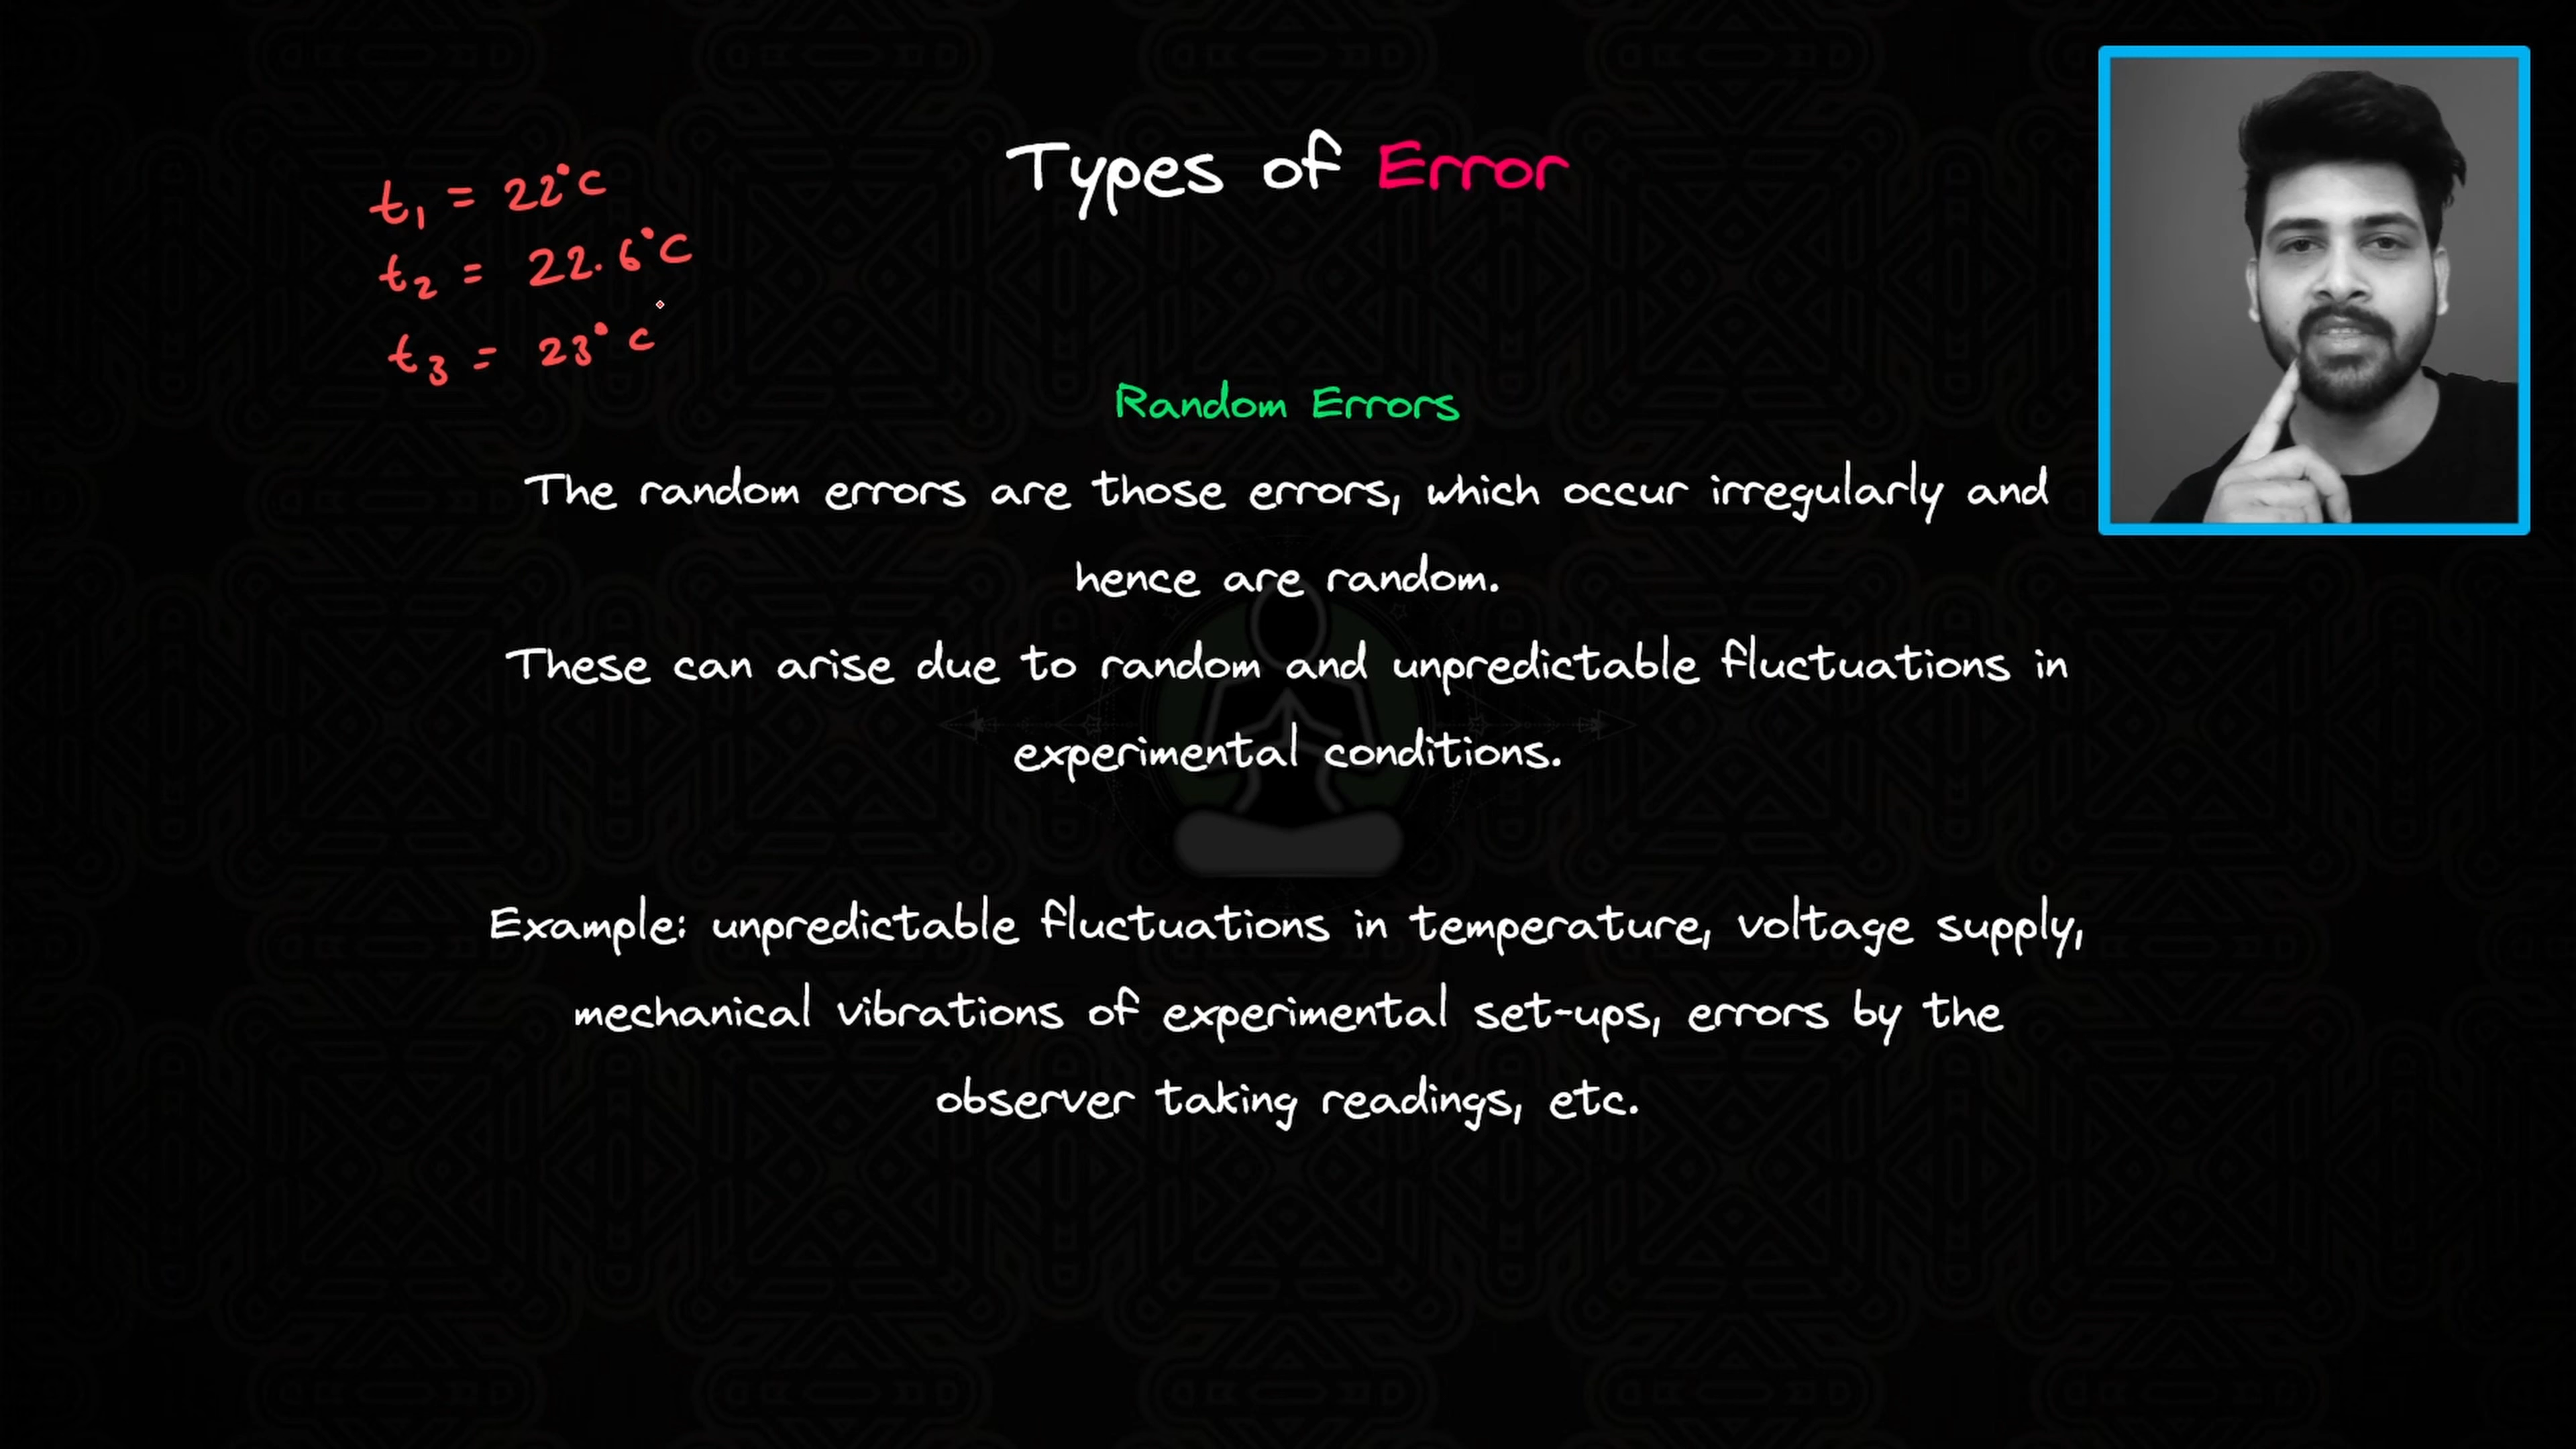 Types of Error
t₁ = 22°C
t₂ = 22.6°C
t₃ = 23°C
Random Errors
The random errors are those errors, which occur irregularly and
hence are random.
These can arise due to random and unpredictable fluctuations in
experimental conditions.
Example: unpredictable fluctuations in temperature, voltage supply,
mechanical vibrations of experimental set-ups, errors by the
observer taking readings, etc.